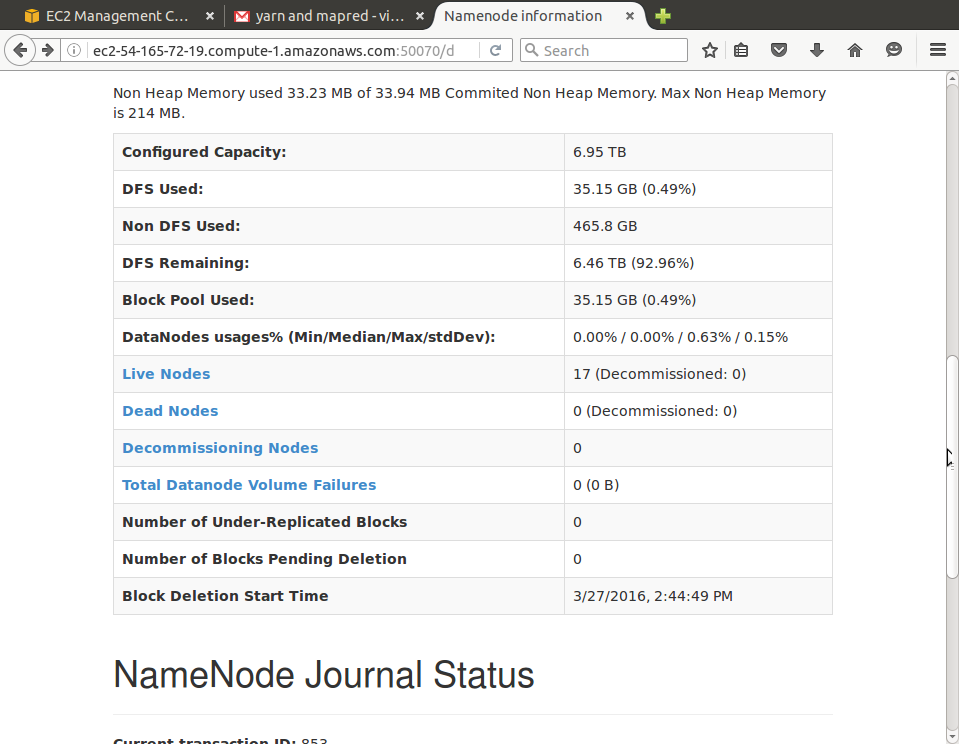 EC2 Management C...
yarn and mapred - vi...
Namenode information
ec2-54-165-72-19.compute-1.amazonaws.com:50070/d
Search
Non Heap Memory used 33.23 MB of 33.94 MB Commited Non Heap Memory. Max Non Heap Memory
is 214 MB.
Configured Capacity: 6.95 TB
DFS Used: 35.15 GB (0.49%)
Non DFS Used: 465.8 GB
DFS Remaining: 6.46 TB (92.96%)
Block Pool Used: 35.15 GB (0.49%)
DataNodes usages% (Min/Median/Max/stdDev): 0.00% / 0.00% / 0.63% / 0.15%
Live Nodes 17 (Decommissioned: 0)
Dead Nodes 0 (Decommissioned: 0)
Decommissioning Nodes 0
Total Datanode Volume Failures 0 (0 B)
Number of Under-Replicated Blocks 0
Number of Blocks Pending Deletion 0
Block Deletion Start Time 3/27/2016, 2:44:49 PM
NameNode Journal Status
Current transaction ID: 853